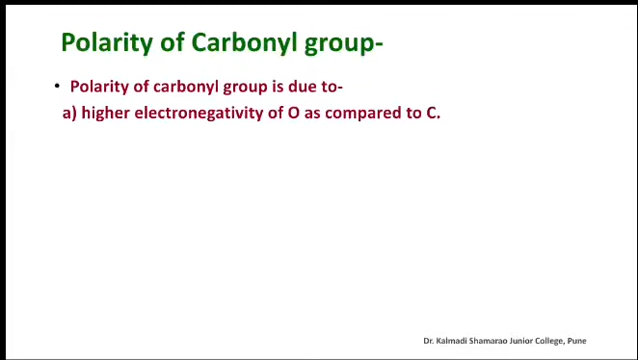 Polarity of Carbonyl group-
• Polarity of carbonyl group is due to-
a) higher electronegativity of O as compared to C.
Dr. Kalmadi Shamarao Junior College, Pune